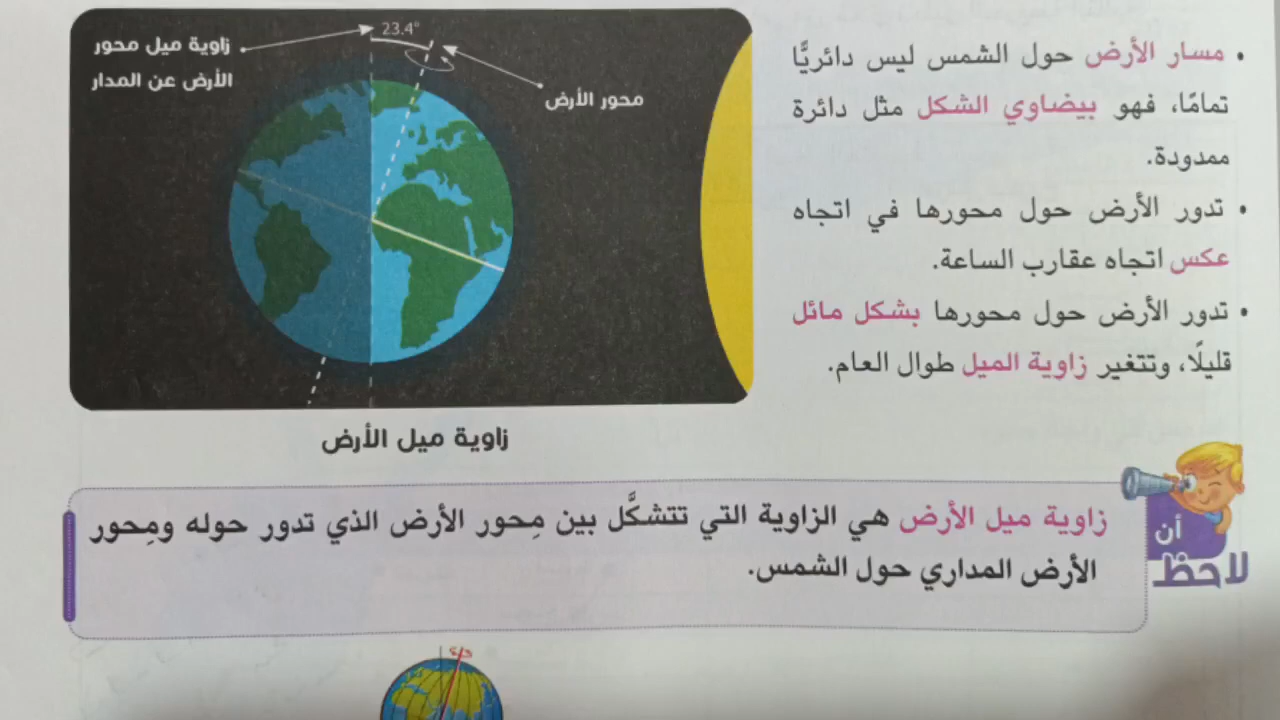 • مسار الأرض حول الشمس ليس دائريًّا
تمامًا، فهو بيضاوي الشكل مثل دائرة
ممدودة.
• تدور الأرض حول محورها في اتجاه
عكس اتجاه عقارب الساعة.
• تدور الأرض حول محورها بشكل مائل
قليلًا، وتتغير زاوية الميل طوال العام.
23.4°
زاوية ميل محور
الأرض عن المدار
محور الأرض
زاوية ميل الأرض
لاحظ أن
زاوية ميل الأرض هي الزاوية التي تتشكَّل بين مِحور الأرض الذي تدور حوله ومِحور
الأرض المداري حول الشمس.